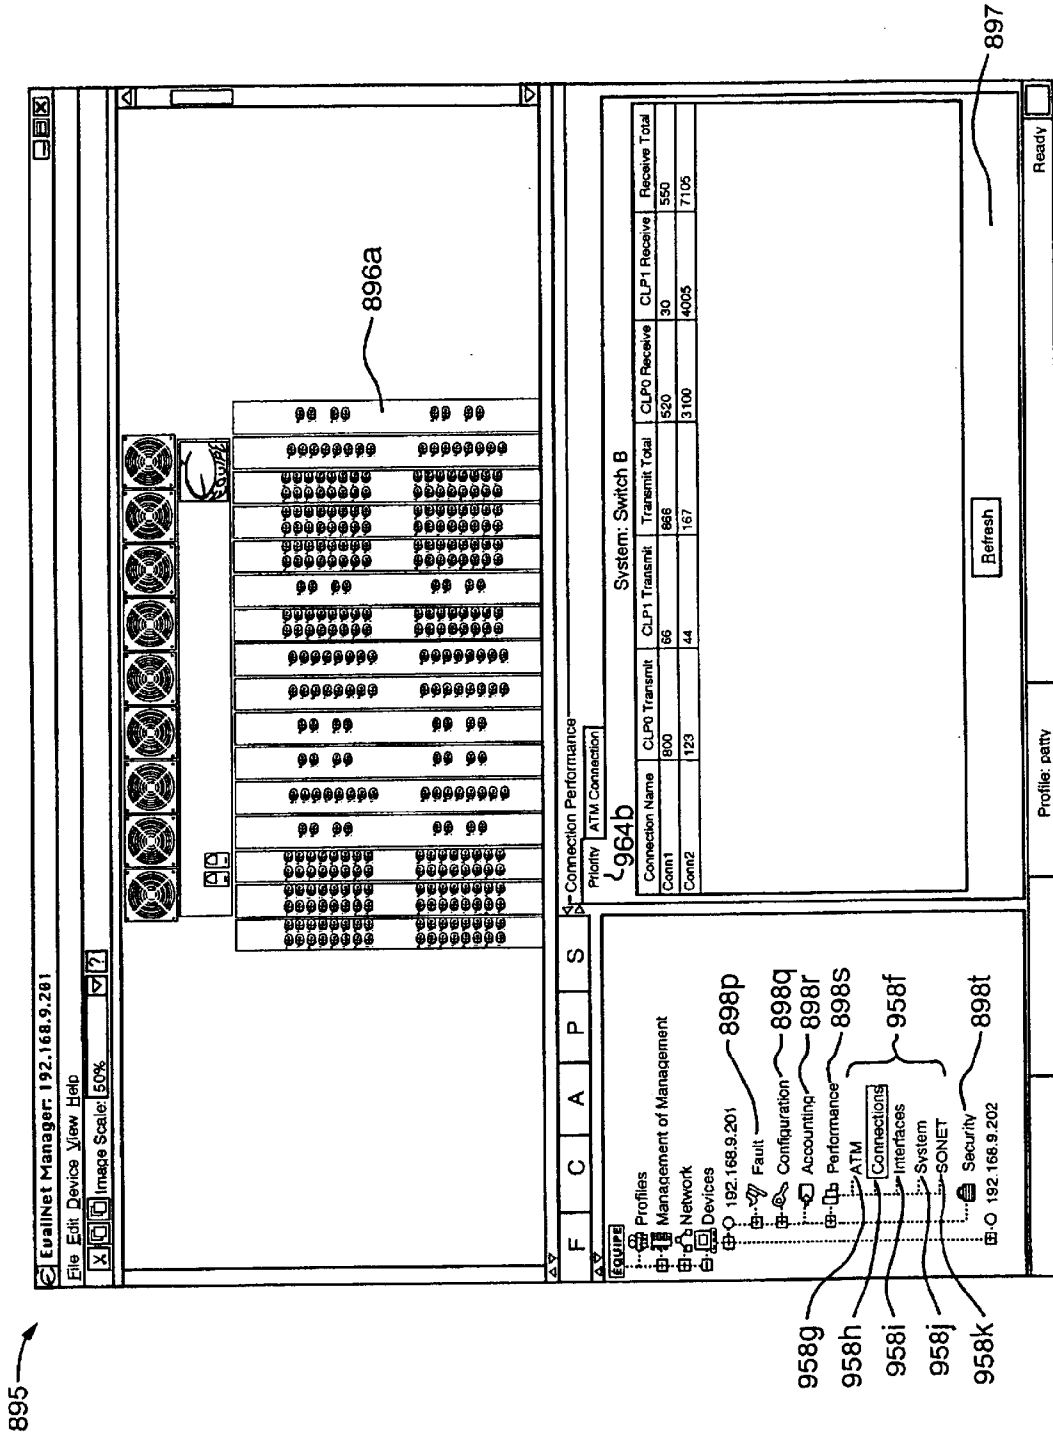 895
EvallNet Manager: 192.168.9.201
File Edit Device View Help
X Image Scale: 50% ?
896a
F C A P S
EQUIPE
Profiles
Management of Management
Network
Devices
192.168.9.201
898p
Fault
Configuration
898q
Accounting
898r
Performance
898s
ATM
Connections
Interfaces
System
SONET
958f
Security
898t
192.168.9.202
958g
958h
958i
958j
958k
Connection Performance
Priority ATM Connection
964b
System: Switch B
Connection Name CLP0 Transmit CLP1 Transmit Transmit Total CLP0 Receive CLP1 Receive Receive Total
Conn1 800 66 866 520 30 550
Conn2 123 44 167 3100 4005 7105
Refresh
897
Profile: patty
Ready